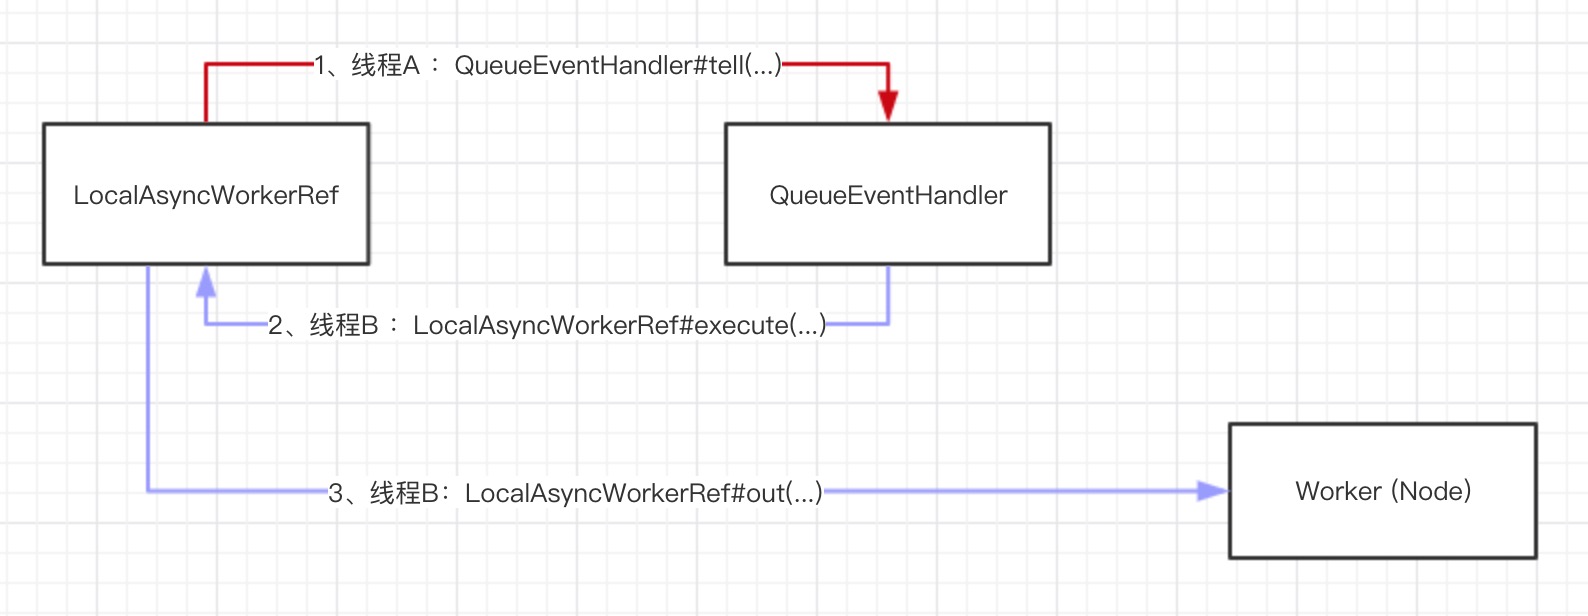 1、线程A ：QueueEventHandler#tell(...)
LocalAsyncWorkerRef
QueueEventHandler
2、线程B ：LocalAsyncWorkerRef#execute(...)
3、线程B：LocalAsyncWorkerRef#out(...)
Worker (Node)